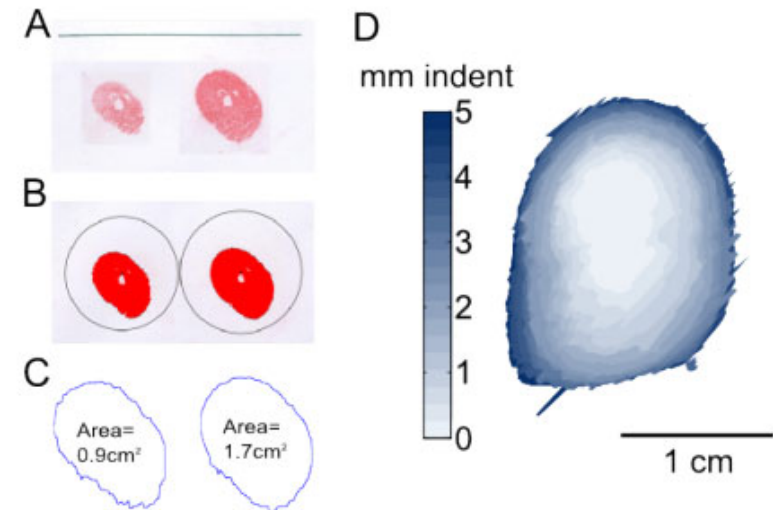 A
B
C
Area=
0.9cm²
Area=
1.7cm²
D
mm indent
5
4
3
2
1
0
1 cm